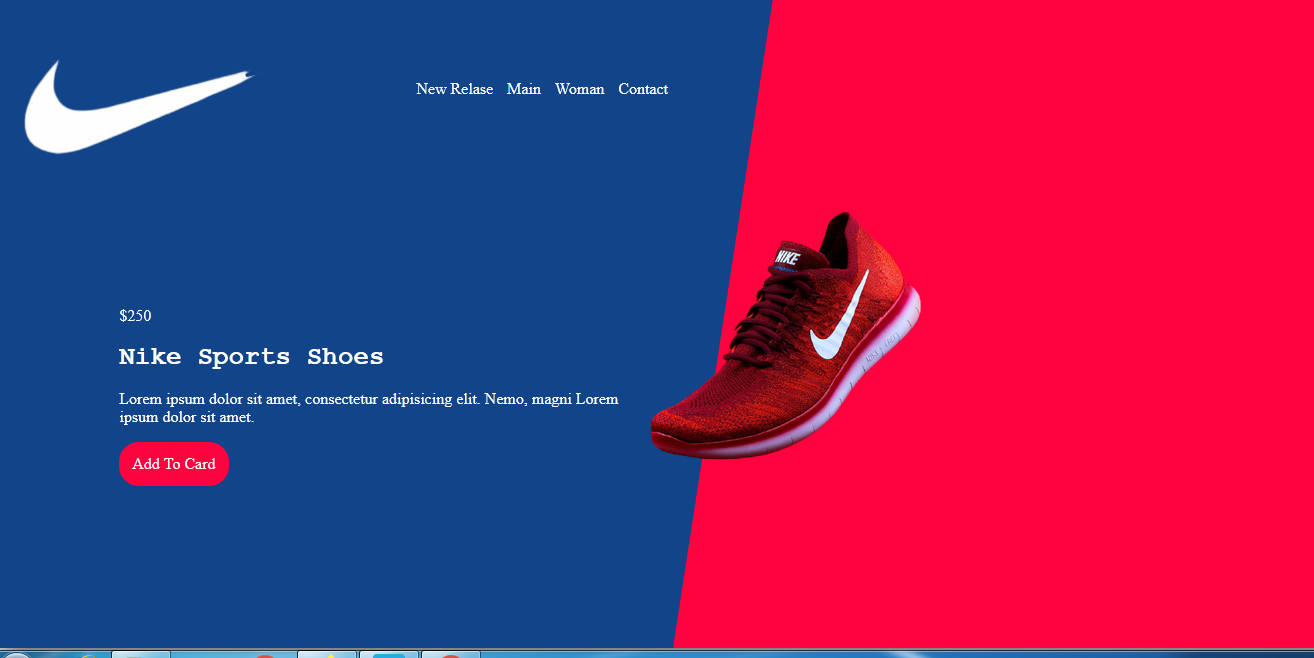 New Relase Main Woman Contact
NIKE
$250
Nike Sports Shoes
Lorem ipsum dolor sit amet, consectetur adipisicing elit. Nemo, magni Lorem
ipsum dolor sit amet.
Add To Card